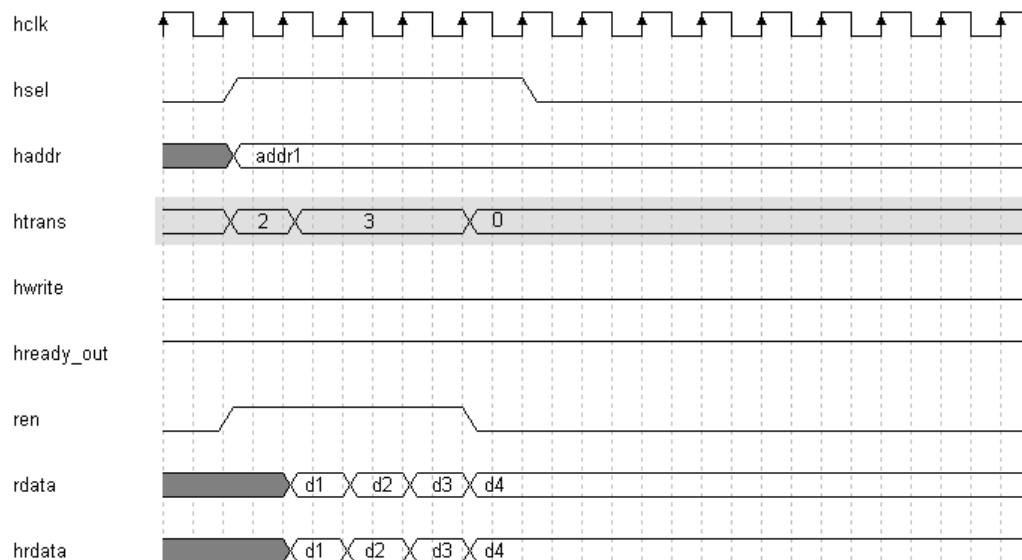 hclk
hsel
haddr addr1
htrans 2 3 0
hwrite
hready_out
ren
rdata d1 d2 d3 d4
hrdata d1 d2 d3 d4